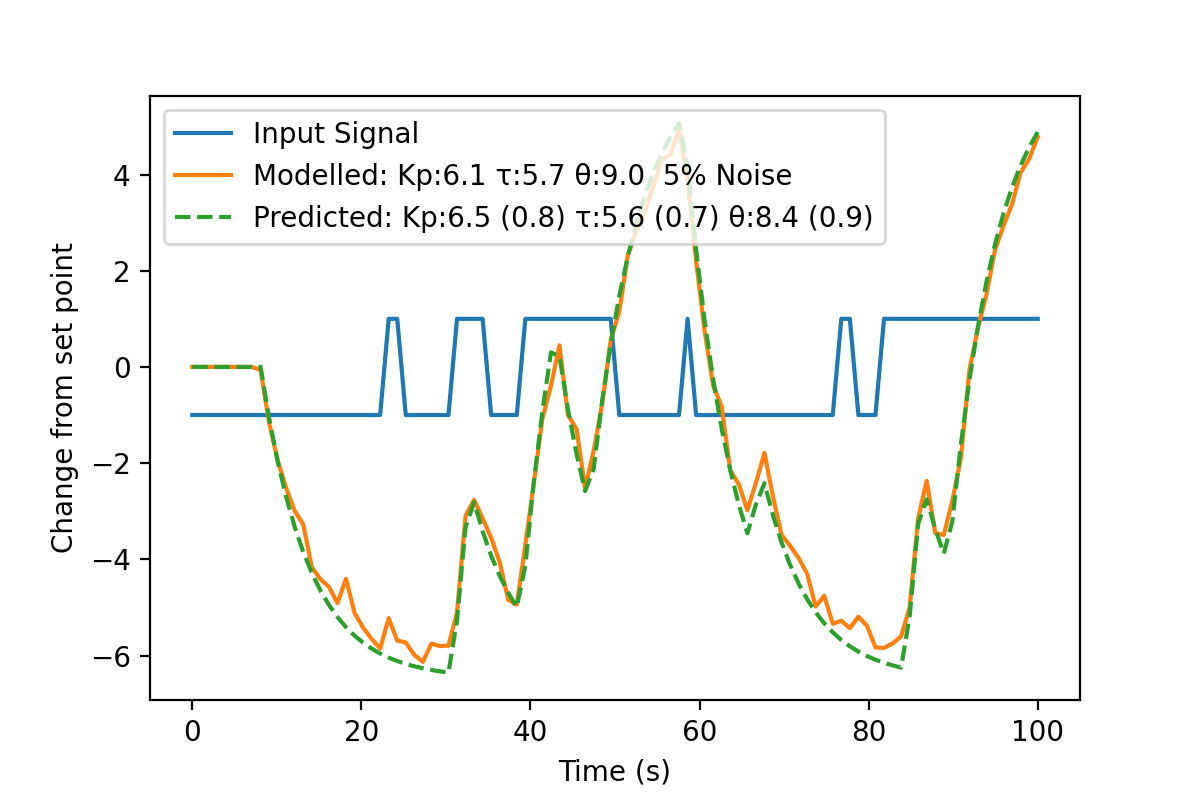 Input Signal
Modelled: Kp:6.1 τ:5.7 θ:9.0  5% Noise
Predicted: Kp:6.5 (0.8) τ:5.6 (0.7) θ:8.4 (0.9)
Change from set point
4
2
0
−2
−4
−6
0 20 40 60 80 100
Time (s)